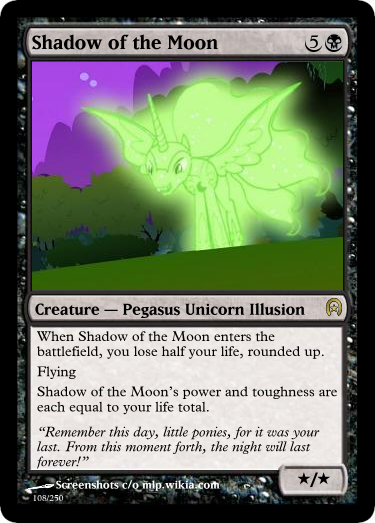 Shadow of the Moon 5
Creature — Pegasus Unicorn Illusion
When Shadow of the Moon enters the
battlefield, you lose half your life, rounded up.
Flying
Shadow of the Moon's power and toughness are
each equal to your life total.
“Remember this day, little ponies, for it was your
last. From this moment forth, the night will last
forever!”
Screenshots c/o mlp.wikia.com
★/★
108/250